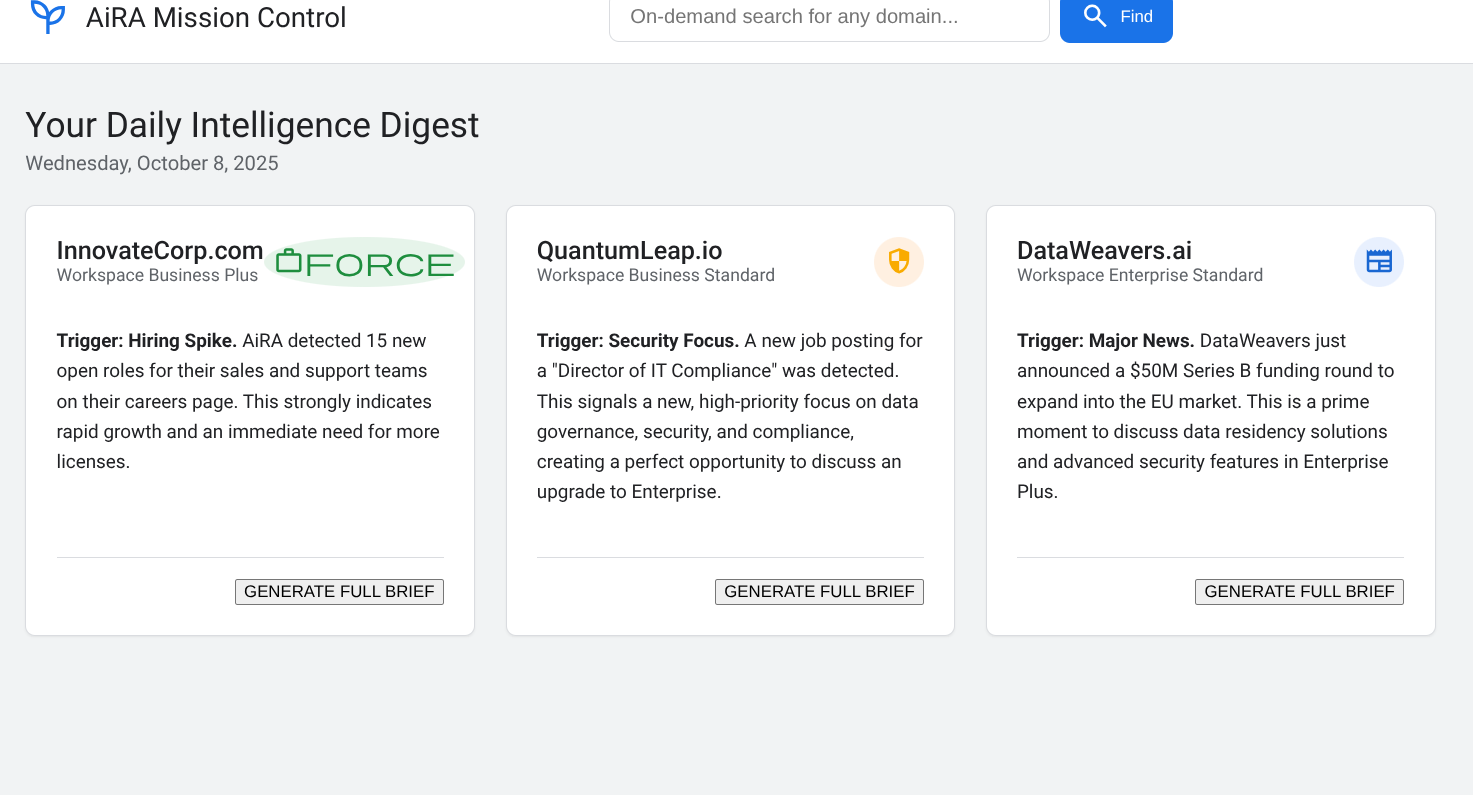 AiRA Mission Control
On-demand search for any domain...
Find
Your Daily Intelligence Digest
Wednesday, October 8, 2025
InnovateCorp.com
Workspace Business Plus
FORCE
Trigger: Hiring Spike. AiRA detected 15 new
open roles for their sales and support teams
on their careers page. This strongly indicates
rapid growth and an immediate need for more
licenses.
GENERATE FULL BRIEF
QuantumLeap.io
Workspace Business Standard
Trigger: Security Focus. A new job posting for
a "Director of IT Compliance" was detected.
This signals a new, high-priority focus on data
governance, security, and compliance,
creating a perfect opportunity to discuss an
upgrade to Enterprise.
GENERATE FULL BRIEF
DataWeavers.ai
Workspace Enterprise Standard
Trigger: Major News. DataWeavers just
announced a $50M Series B funding round to
expand into the EU market. This is a prime
moment to discuss data residency solutions
and advanced security features in Enterprise
Plus.
GENERATE FULL BRIEF